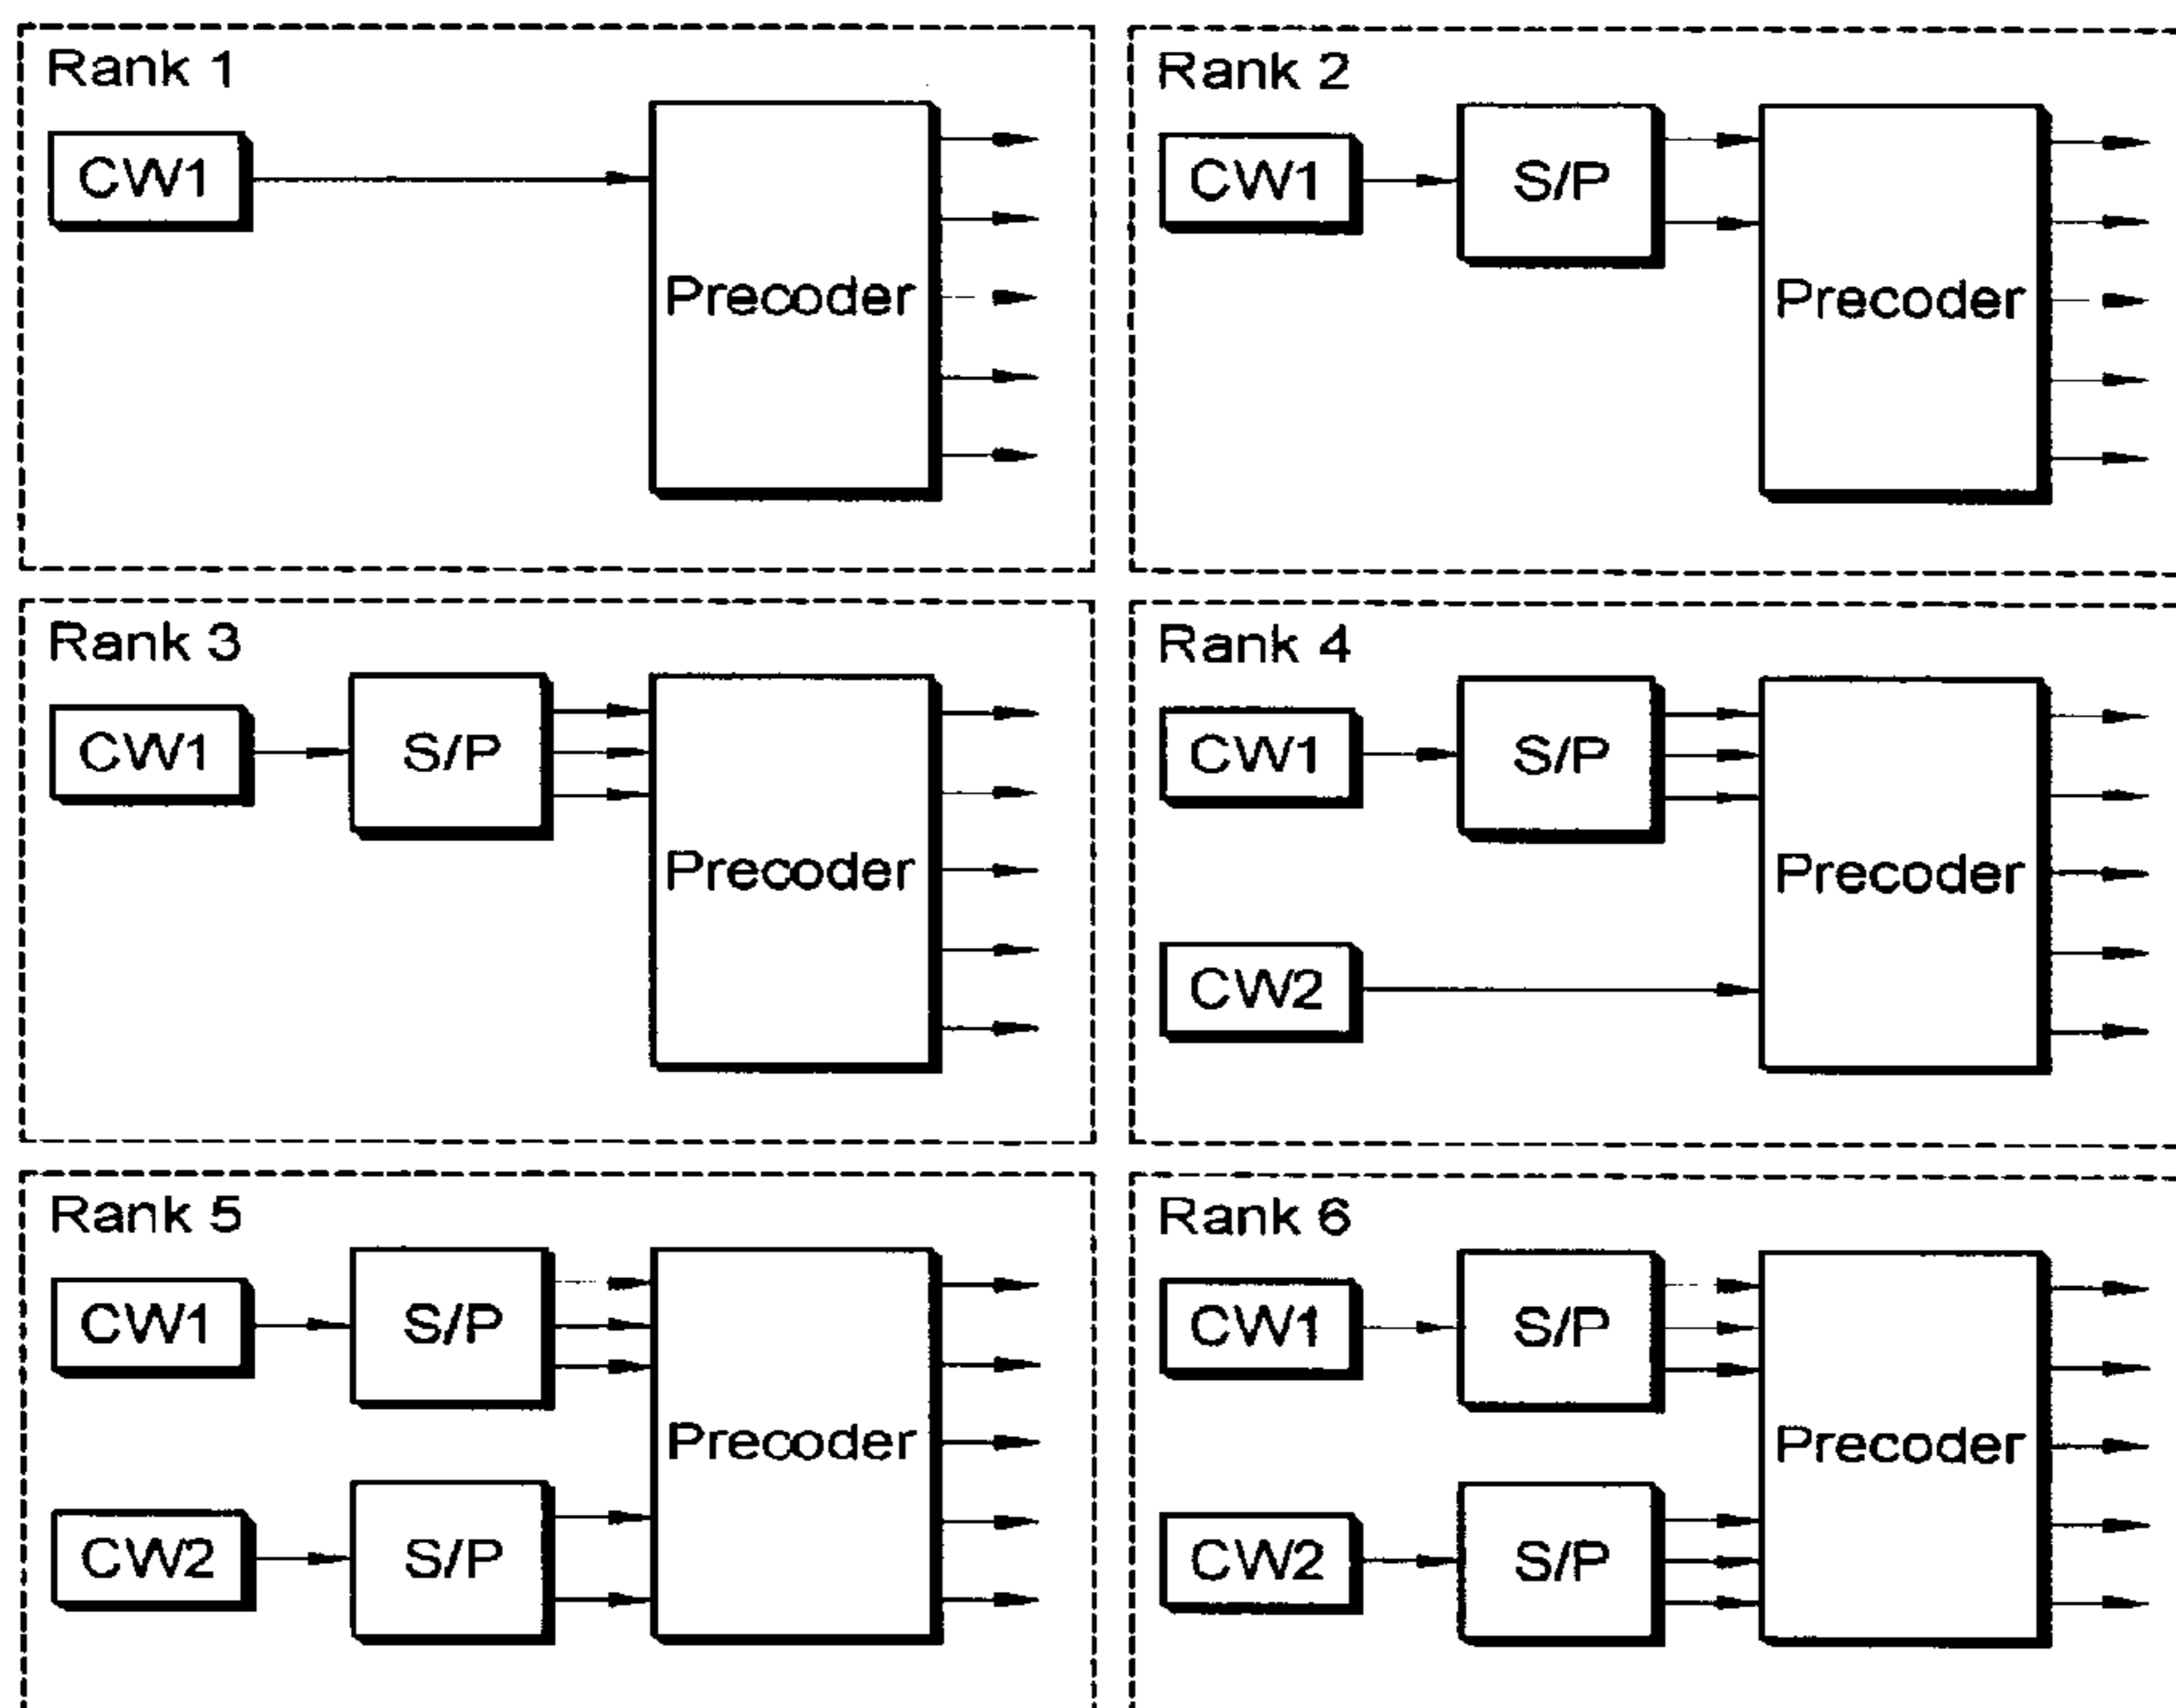 Rank 1
CW1
Precoder
Rank 2
CW1
S/P
Precoder
Rank 3
CW1
S/P
Precoder
Rank 4
CW1
S/P
Precoder
CW2
Rank 5
CW1
S/P
Precoder
CW2
S/P
Rank 6
CW1
S/P
Precoder
CW2
S/P